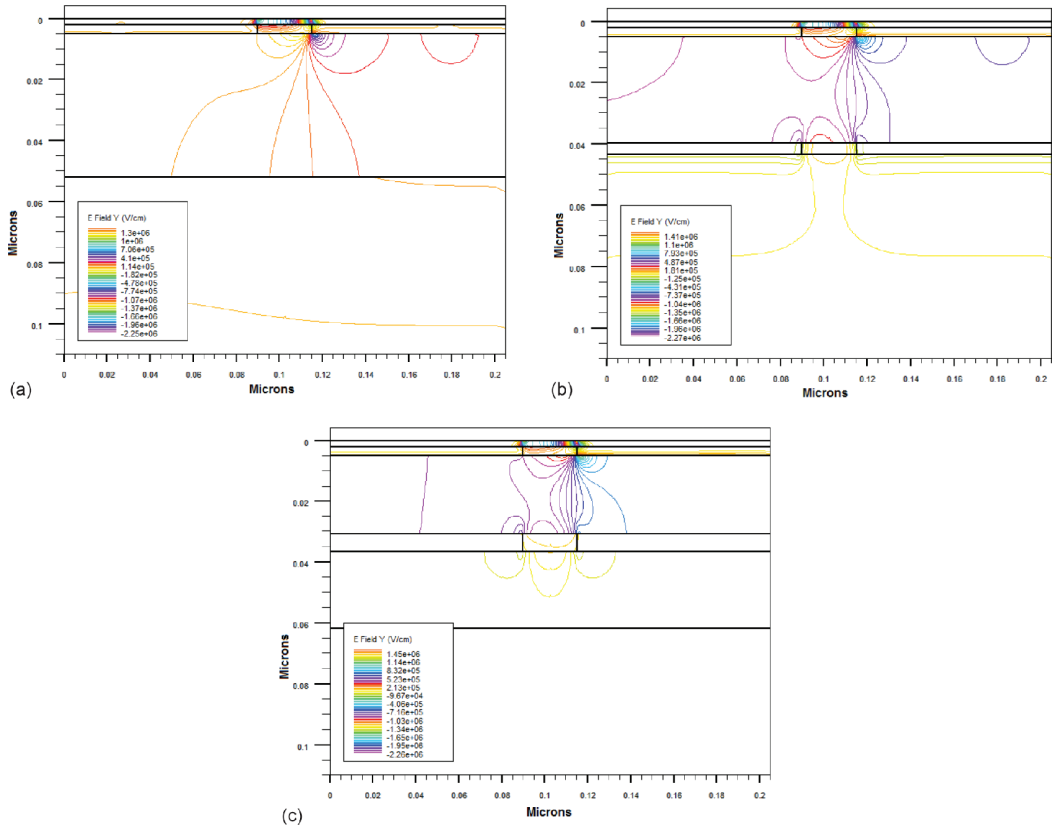 0
0.02
0.04
0.06
0.08
0.1
Microns
E Field Y (V/cm)
1.3e+06
1e+06
7.06e+05
4.1e+05
1.14e+05
-1.82e+05
-4.78e+05
-7.74e+05
-1.07e+06
-1.37e+06
-1.66e+06
-1.96e+06
-2.25e+06
0 0.02 0.04 0.06 0.08 0.1 0.12 0.14 0.16 0.18 0.2
Microns
(a)
0
0.02
0.04
0.06
0.08
0.1
Microns
E Field Y (V/cm)
1.41e+06
1.1e+06
7.93e+05
4.87e+05
1.81e+05
-1.25e+05
-4.31e+05
-7.37e+05
-1.04e+06
-1.35e+06
-1.66e+06
-1.96e+06
-2.27e+06
0 0.02 0.04 0.06 0.08 0.1 0.12 0.14 0.16 0.18 0.2
Microns
(b)
0
0.02
0.04
0.06
0.08
0.1
Microns
E Field Y (V/cm)
1.45e+06
1.14e+06
8.32e+05
5.23e+05
2.13e+05
-9.67e+04
-4.06e+05
-7.16e+05
-1.03e+06
-1.34e+06
-1.65e+06
-1.95e+06
-2.26e+06
0 0.02 0.04 0.06 0.08 0.1 0.12 0.14 0.16 0.18 0.2
Microns
(c)